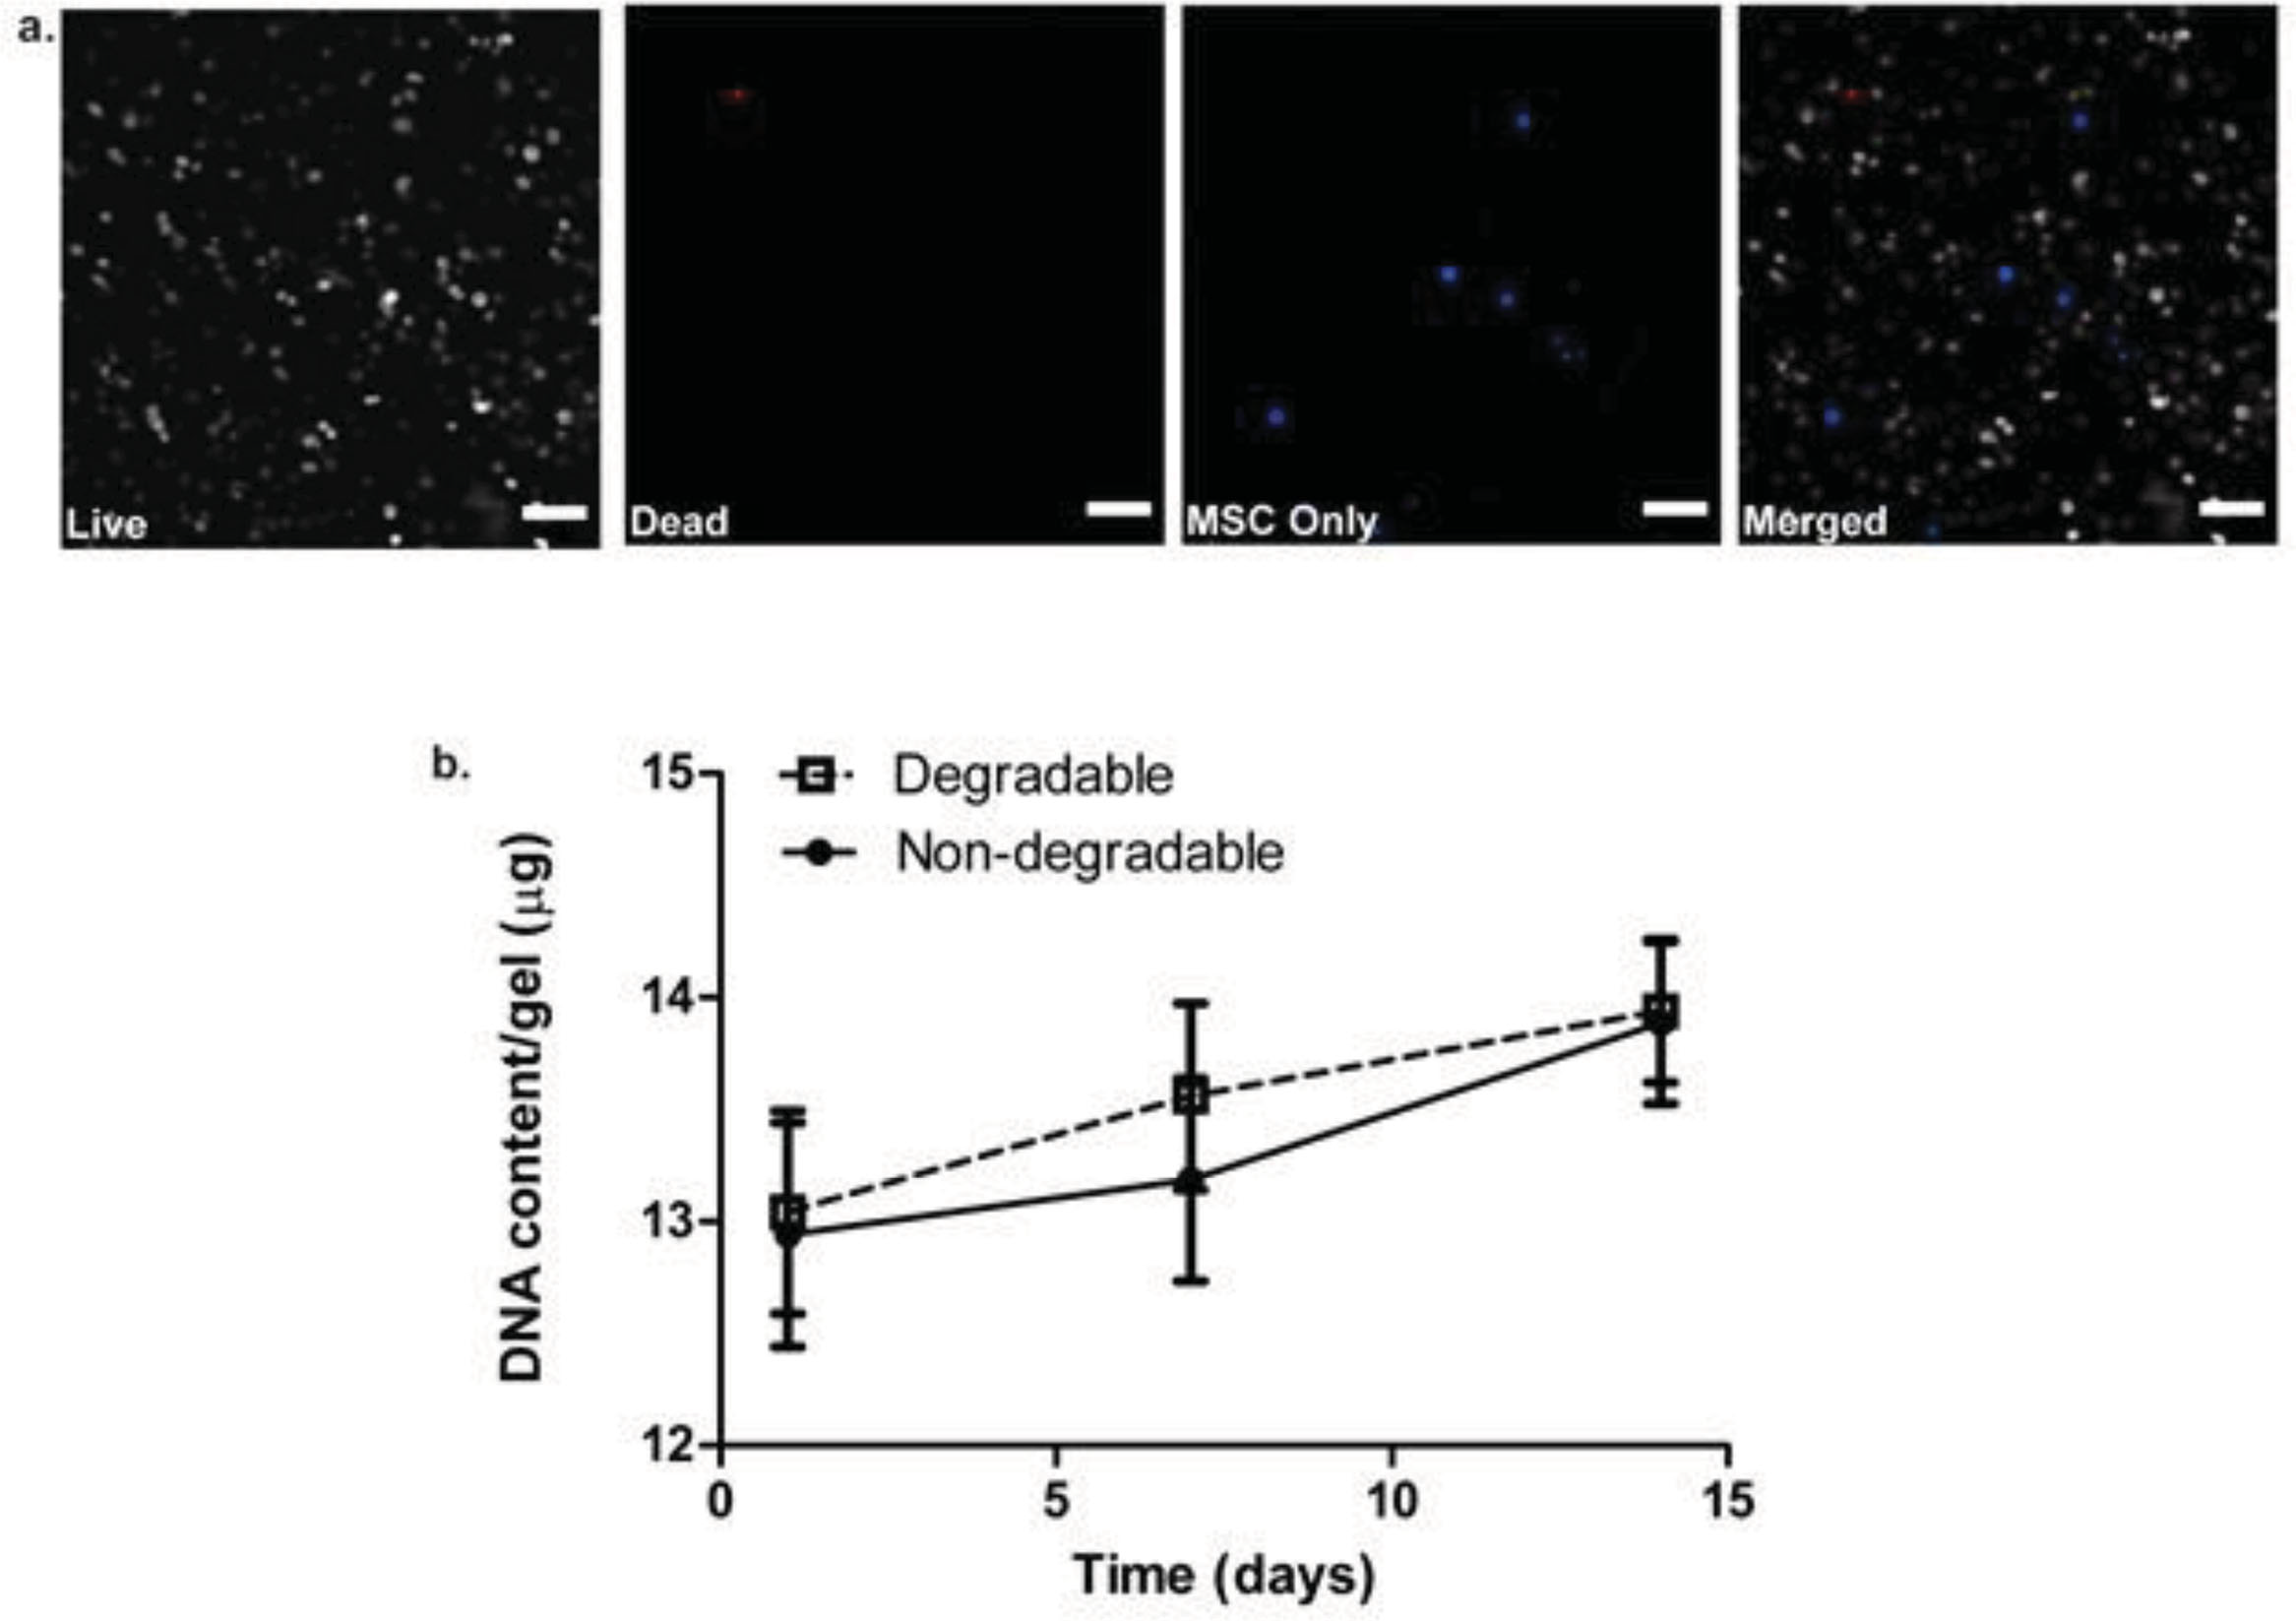 a.
Live
Dead
MSC Only
Merged
b.
Degradable
Non-degradable
DNA content/gel (μg)
15
14
13
12
0
5
10
15
Time (days)